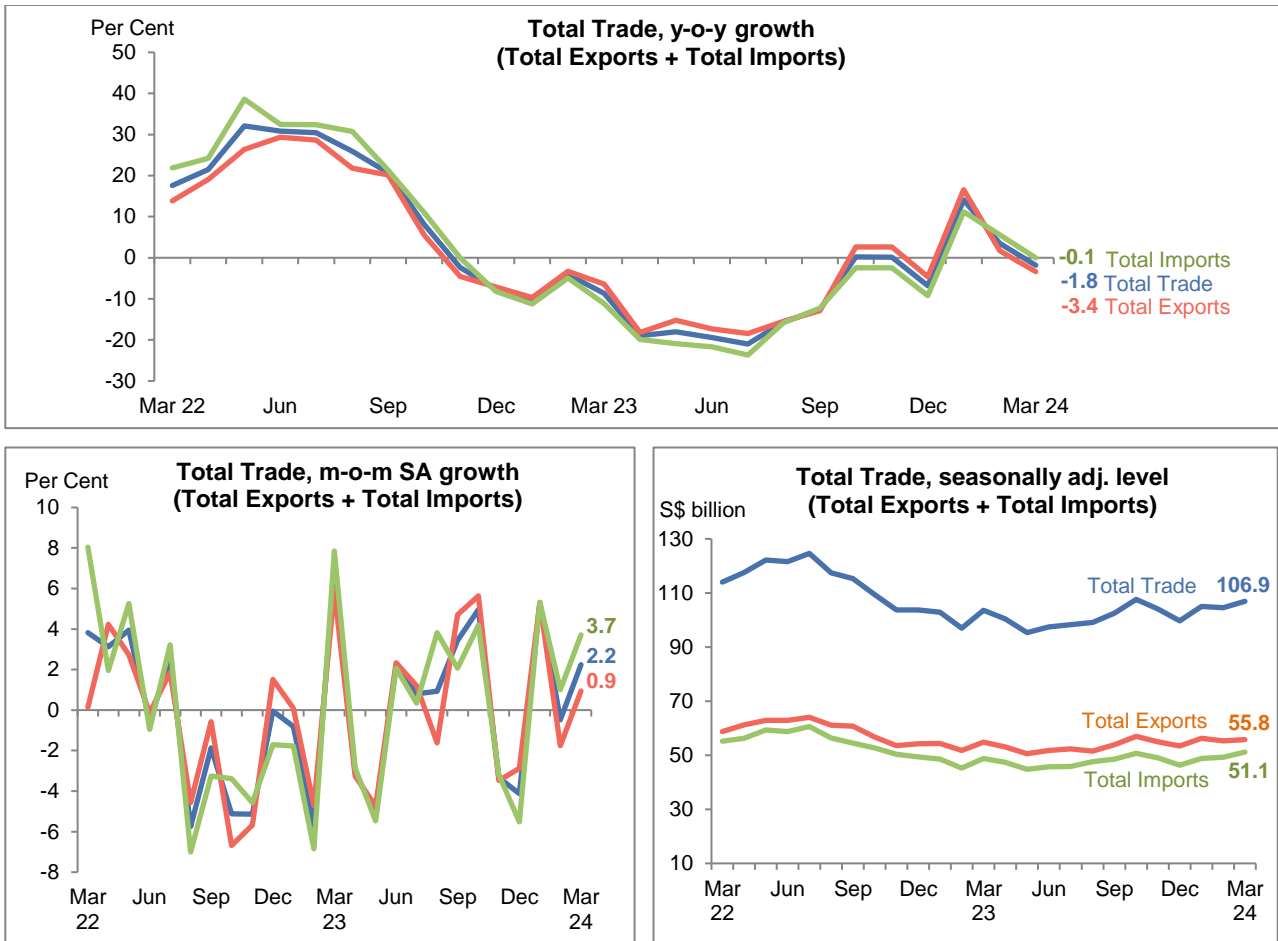 Per Cent
Total Trade, y-o-y growth
(Total Exports + Total Imports)
50
40
30
20
10
0
-10
-20
-30
-0.1 Total Imports
-1.8 Total Trade
-3.4 Total Exports
Mar 22 Jun Sep Dec Mar 23 Jun Sep Dec Mar 24
Per Cent
Total Trade, m-o-m SA growth
(Total Exports + Total Imports)
10
8
6
4
2
0
-2
-4
-6
-8
3.7
2.2
0.9
Mar Jun Sep Dec Mar Jun Sep Dec Mar
22 23 24
Total Trade, seasonally adj. level
(Total Exports + Total Imports)
S$ billion
130
110
90
70
50
30
10
Total Trade 106.9
Total Exports 55.8
Total Imports 51.1
Mar Jun Sep Dec Mar Jun Sep Dec Mar
22 23 24